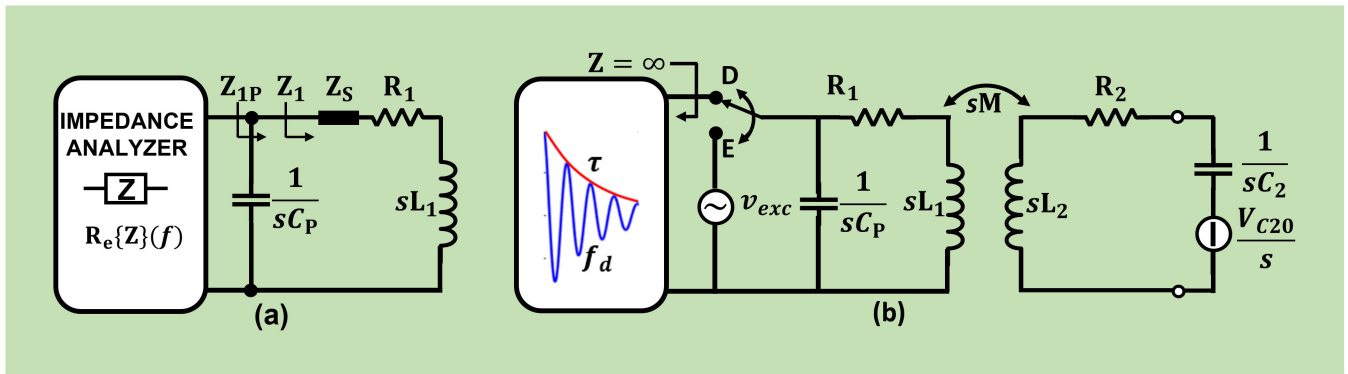 IMPEDANCE
ANALYZER
Z
Re{Z}(f)
Z1P
Z1
ZS
R1
1
sCP
sL1
(a)
Z = ∞
D
E
τ
fd
vexc
R1
1
sCP
sL1
sM
sL2
R2
1
sC2
VC20
s
(b)